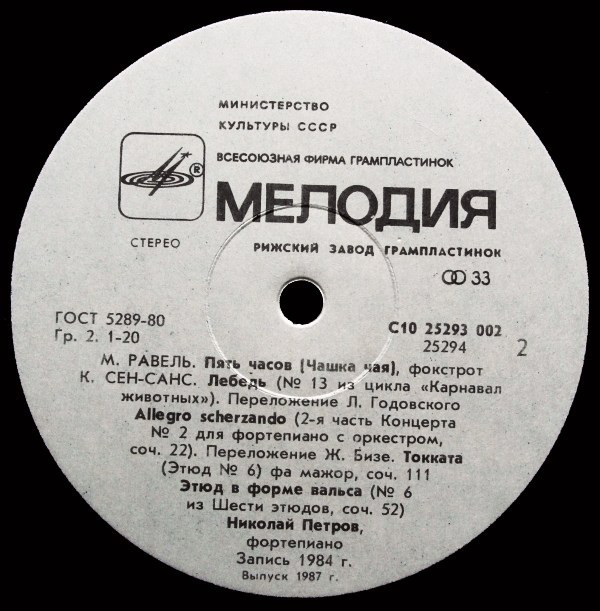 МИНИСТЕРСТВО
КУЛЬТУРЫ СССР
ВСЕСОЮЗНАЯ ФИРМА ГРАМПЛАСТИНОК
®
МЕЛОДИЯ
СТЕРЕО
РИЖСКИЙ ЗАВОД ГРАМПЛАСТИНОК
33
ГОСТ 5289-80
Гр. 2. 1-20
С10 25293 002
25294
2
М. РАВЕЛЬ. Пять часов (Чашка чая), фокстрот
К. СЕН-САНС. Лебедь (№ 13 из цикла «Карнавал
животных»). Переложение Л. Годовского
Allegro scherzando (2-я часть Концерта
№ 2 для фортепиано с оркестром,
соч. 22). Переложение Ж. Бизе. Токката
(Этюд № 6) фа мажор, соч. 111
Этюд в форме вальса (№ 6
из Шести этюдов, соч. 52)
Николай Петров,
фортепиано
Запись 1984 г.
Выпуск 1987 г.